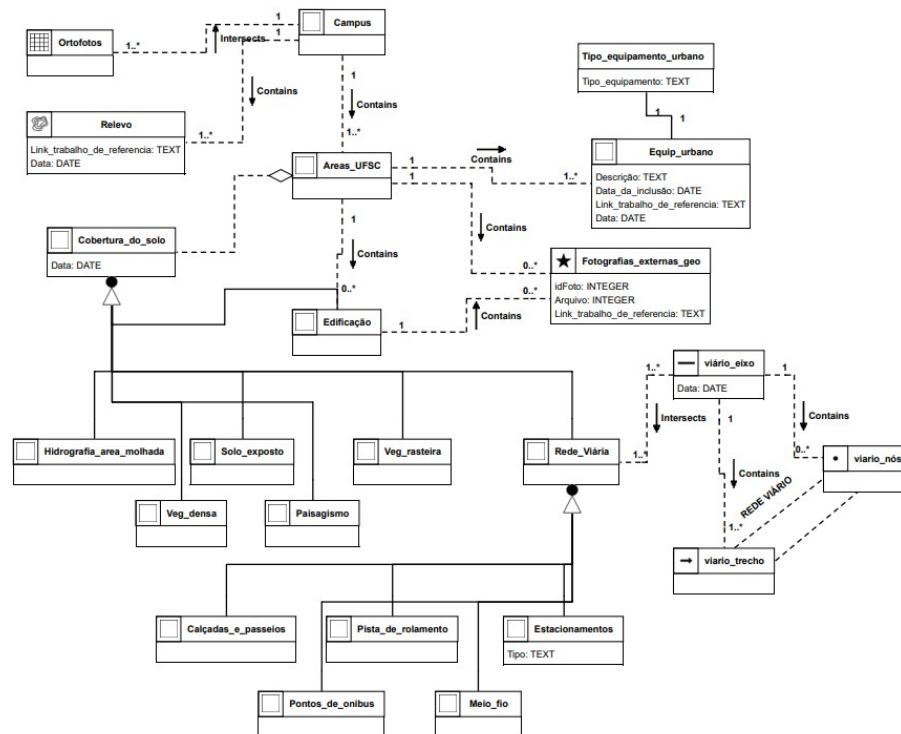 Ortofotos
1..*
1
Intersects
Campus
1
Contains
1..*
Relevo
Link_trabalho_de_referencia: TEXT
Data: DATE
1
Contains
1..*
Tipo_equipamento_urbano
Tipo_equipamento: TEXT
1
1
Areas_UFSC
1
Contains
1..*
Equip_urbano
Descrição: TEXT
Data_da_inclusão: DATE
Link_trabalho_de_referencia: TEXT
Data: DATE
1
Contains
0..*
Cobertura_do_solo
Data: DATE
1
Contains
0..*
Fotografias_externas_geo
idFoto: INTEGER
Arquivo: INTEGER
Link_trabalho_de_referencia: TEXT
Edificação
1
Contains
0..*
viário_eixo
Data: DATE
1..*
Intersects
1..*
1
Contains
0..*
1
Contains
1..*
Hidrografia_area_molhada
Solo_exposto
Veg_rasteira
Rede_Viária
viario_nós
REDE VIÁRIO
Veg_densa
Paisagismo
viario_trecho
Calçadas_e_passeios
Pista_de_rolamento
Estacionamentos
Tipo: TEXT
Pontos_de_onibus
Meio_fio